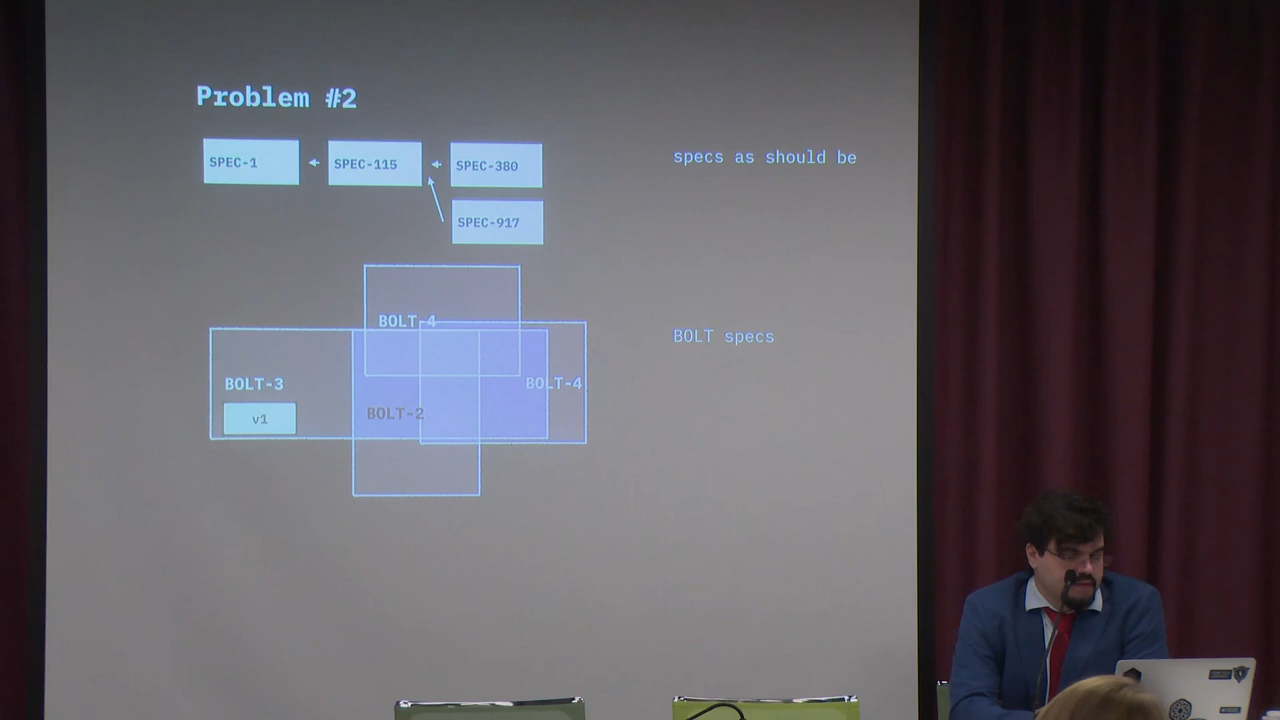 Problem #2
SPEC-1
SPEC-115
SPEC-380
specs as should be
SPEC-917
BOLT-4
BOLT specs
BOLT-3
BOLT-4
v1
BOLT-2